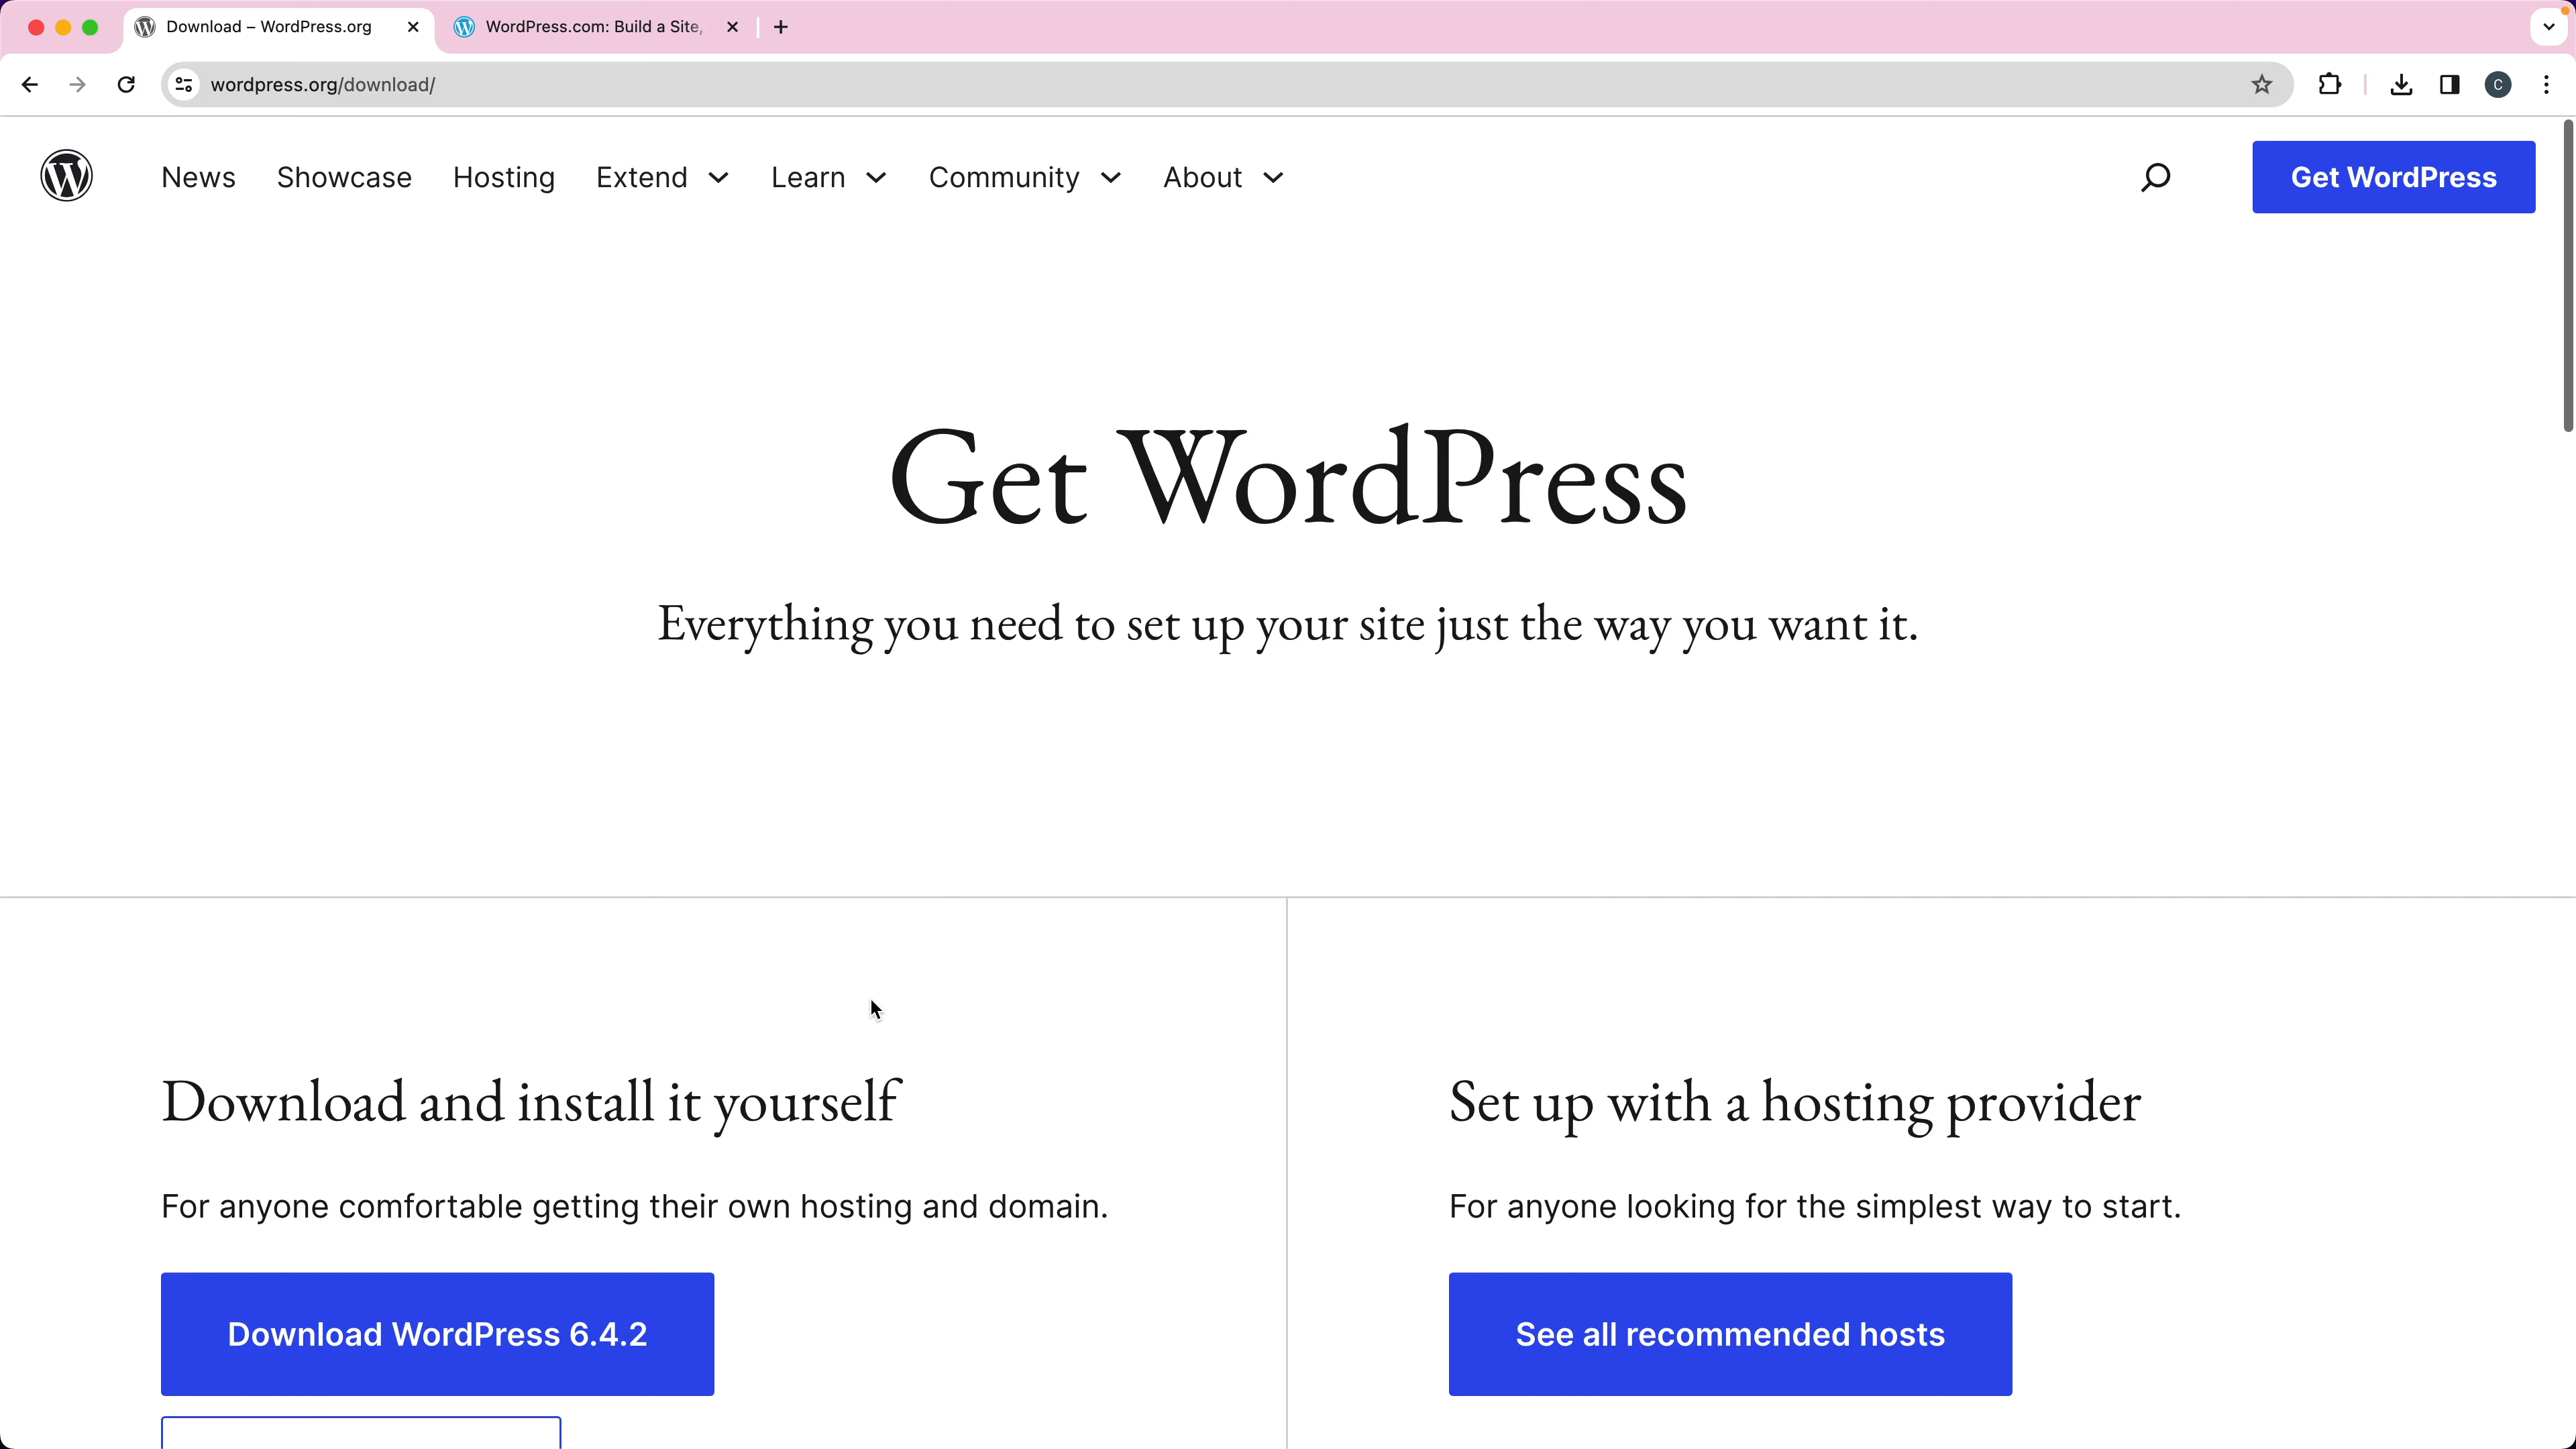 Download – WordPress.org
WordPress.com: Build a Site,
wordpress.org/download/
C
News Showcase Hosting Extend Learn Community About
Get WordPress
Get WordPress
Everything you need to set up your site just the way you want it.
Download and install it yourself
For anyone comfortable getting their own hosting and domain.
Download WordPress 6.4.2
Set up with a hosting provider
For anyone looking for the simplest way to start.
See all recommended hosts